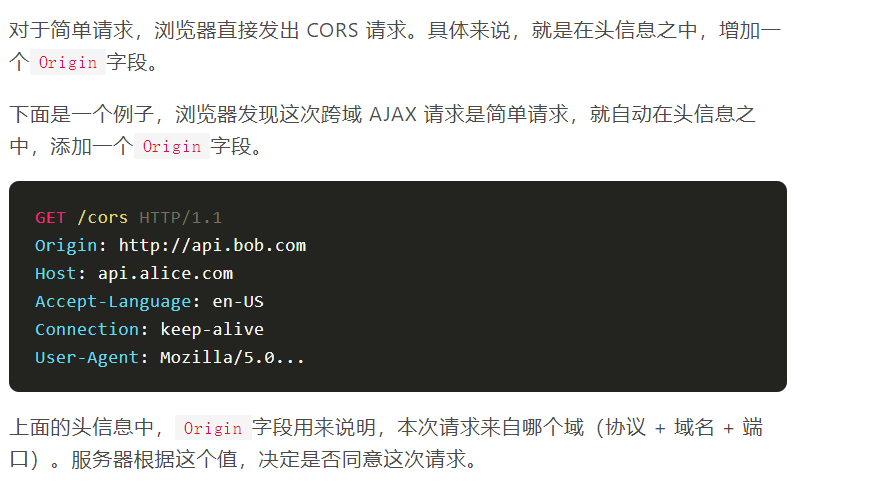 对于简单请求，浏览器直接发出 CORS 请求。具体来说，就是在头信息之中，增加一
个 Origin 字段。
下面是一个例子，浏览器发现这次跨域 AJAX 请求是简单请求，就自动在头信息之
中，添加一个 Origin 字段。
GET /cors HTTP/1.1
Origin: http://api.bob.com
Host: api.alice.com
Accept-Language: en-US
Connection: keep-alive
User-Agent: Mozilla/5.0...
上面的头信息中， Origin 字段用来说明，本次请求来自哪个域（协议 + 域名 + 端
口）。服务器根据这个值，决定是否同意这次请求。